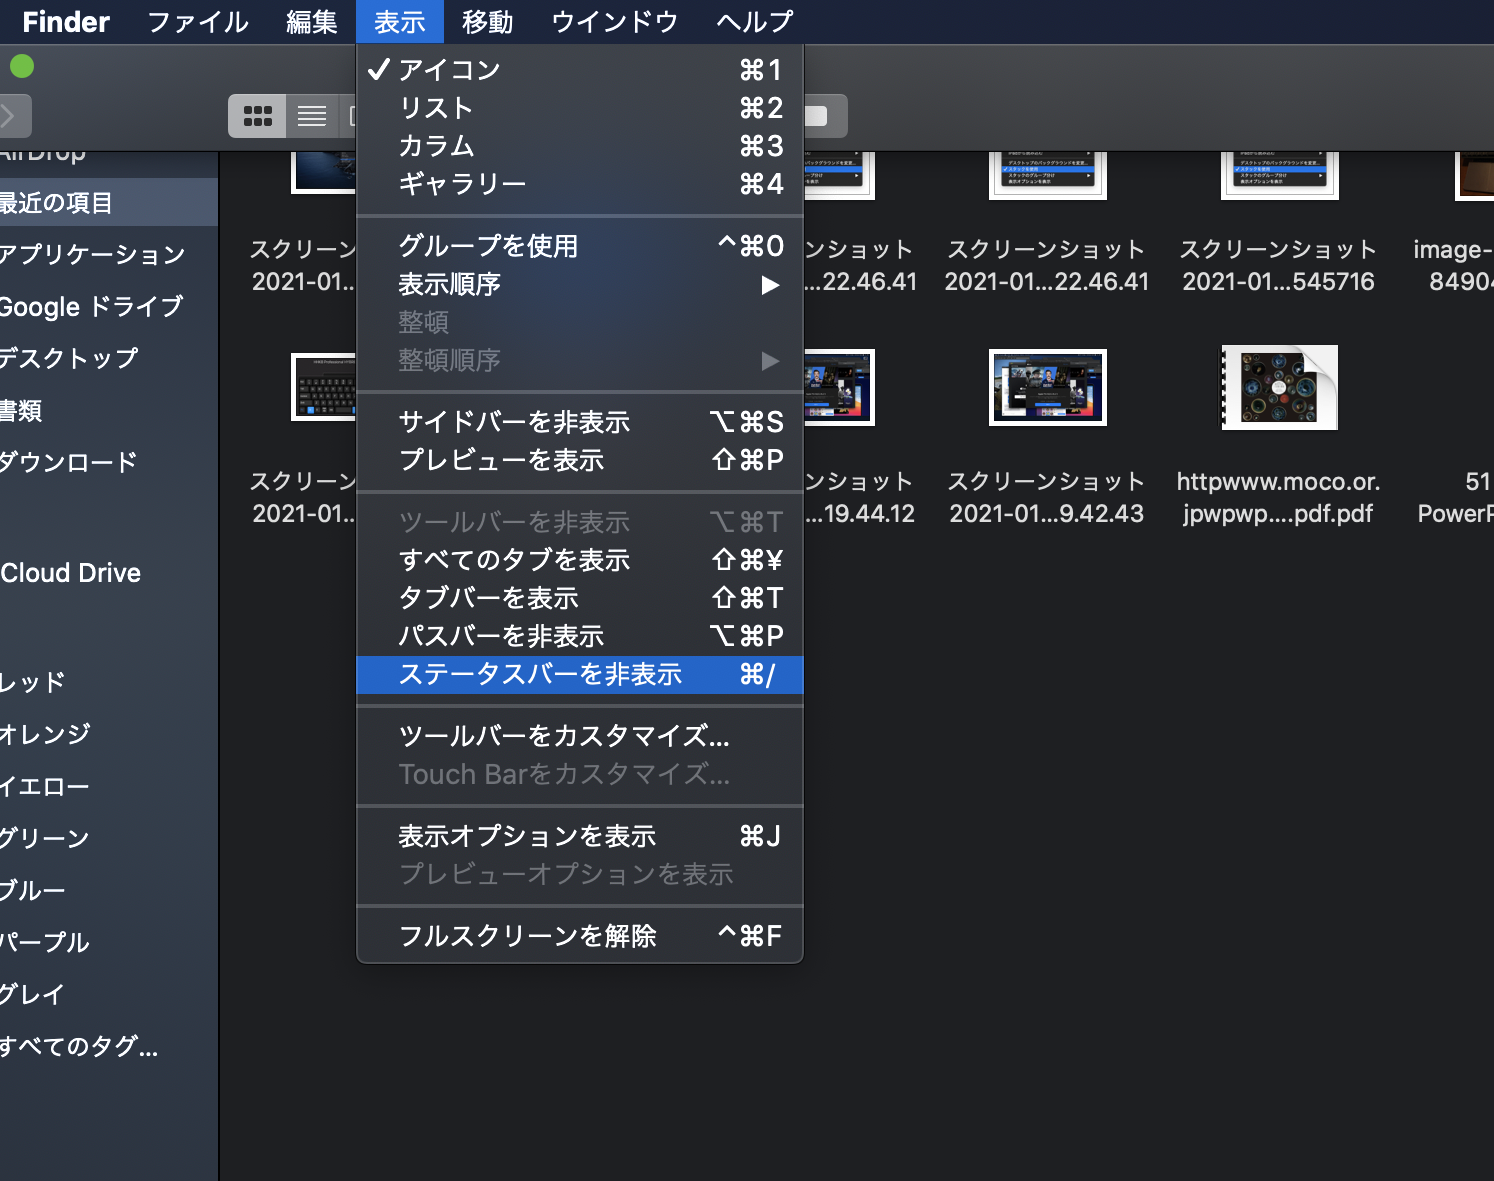 Finder ファイル 編集 表示 移動 ウインドウ ヘルプ
✓ アイコン ⌘1
リスト ⌘2
カラム ⌘3
ギャラリー ⌘4
グループを使用 ^⌘0
表示順序 ▶
整頓
整頓順序 ▶
サイドバーを非表示 ⌥⌘S
プレビューを表示 ⇧⌘P
ツールバーを非表示 ⌥⌘T
すべてのタブを表示 ⇧⌘¥
タブバーを表示 ⇧⌘T
パスバーを非表示 ⌥⌘P
ステータスバーを非表示 ⌘/
ツールバーをカスタマイズ...
Touch Barをカスタマイズ...
表示オプションを表示 ⌘J
プレビューオプションを表示
フルスクリーンを解除 ^⌘F
AirDrop
最近の項目
アプリケーション
Google ドライブ
デスクトップ
書類
ダウンロード
Cloud Drive
レッド
オレンジ
イエロー
グリーン
ブルー
パープル
グレイ
すべてのタグ...
スクリーン
2021-01...
ンショット
...22.46.41
スクリーンショット
2021-01...22.46.41
スクリーンショット
2021-01...545716
image-
84904
スクリーン
2021-01...
ンショット
...19.44.12
スクリーンショット
2021-01...9.42.43
httpwww.moco.or.
jpwpwp....pdf.pdf
51
PowerP